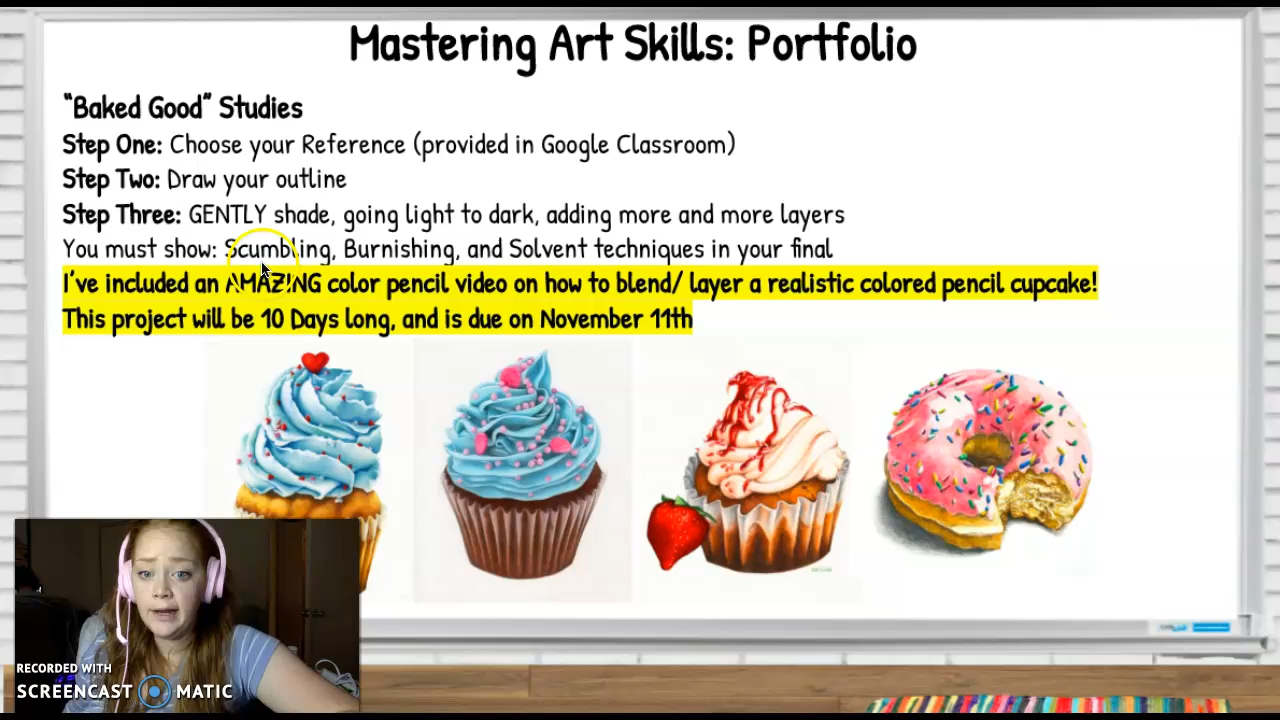 Mastering Art Skills: Portfolio
"Baked Good" Studies
Step One: Choose your Reference (provided in Google Classroom)
Step Two: Draw your outline
Step Three: GENTLY shade, going light to dark, adding more and more layers
You must show: Scumbling, Burnishing, and Solvent techniques in your final
I've included an AMAZING color pencil video on how to blend/ layer a realistic colored pencil cupcake!
This project will be 10 Days long, and is due on November 11th
RECORDED WITH
SCREENCAST MATIC